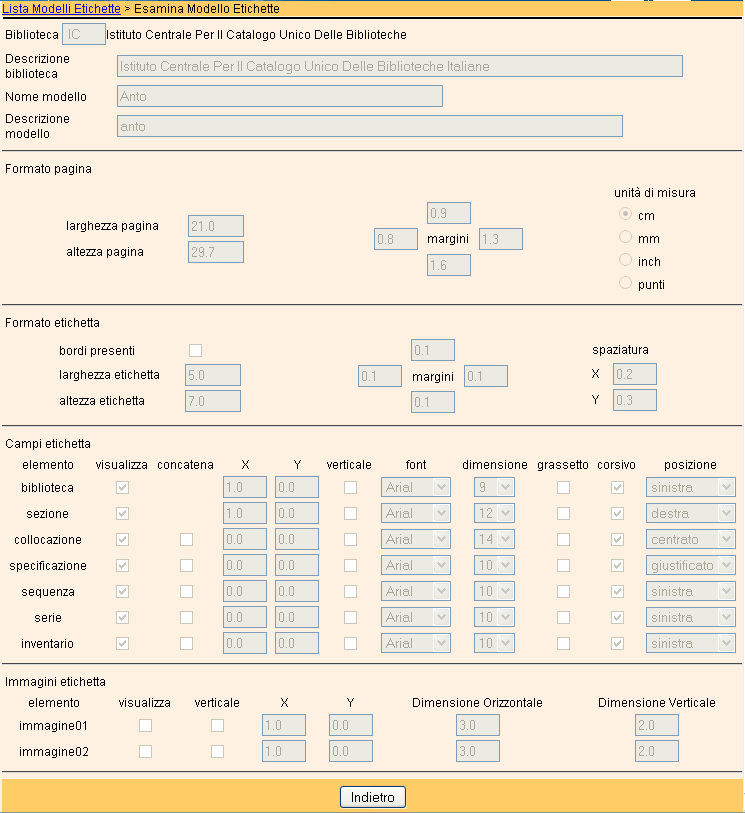 Lista Modelli Etichette > Esamina Modello Etichette
Biblioteca IC Istituto Centrale Per Il Catalogo Unico Delle Biblioteche
Descrizione biblioteca Istituto Centrale Per Il Catalogo Unico Delle Biblioteche Italiane
Nome modello Anto
Descrizione modello anto
Formato pagina
unità di misura
0.9 cm
larghezza pagina 21.0
0.8 margini 1.3 mm
altezza pagina 29.7
1.6 inch
punti
Formato etichetta
bordi presenti 0.1 spaziatura
larghezza etichetta 5.0 0.1 margini 0.1 X 0.2
altezza etichetta 7.0 0.1 Y 0.3
Campi etichetta
elemento visualizza concatena X Y verticale font dimensione grassetto corsivo posizione
biblioteca 1.0 0.0 Arial 9 sinistra
sezione 1.0 0.0 Arial 12 destra
collocazione 0.0 0.0 Arial 14 centrato
specificazione 0.0 0.0 Arial 10 giustificato
sequenza 0.0 0.0 Arial 10 sinistra
serie 0.0 0.0 Arial 10 sinistra
inventario 0.0 0.0 Arial 10 sinistra
Immagini etichetta
elemento visualizza verticale X Y Dimensione Orizzontale Dimensione Verticale
immagine01 1.0 0.0 3.0 2.0
immagine02 1.0 0.0 3.0 2.0
Indietro